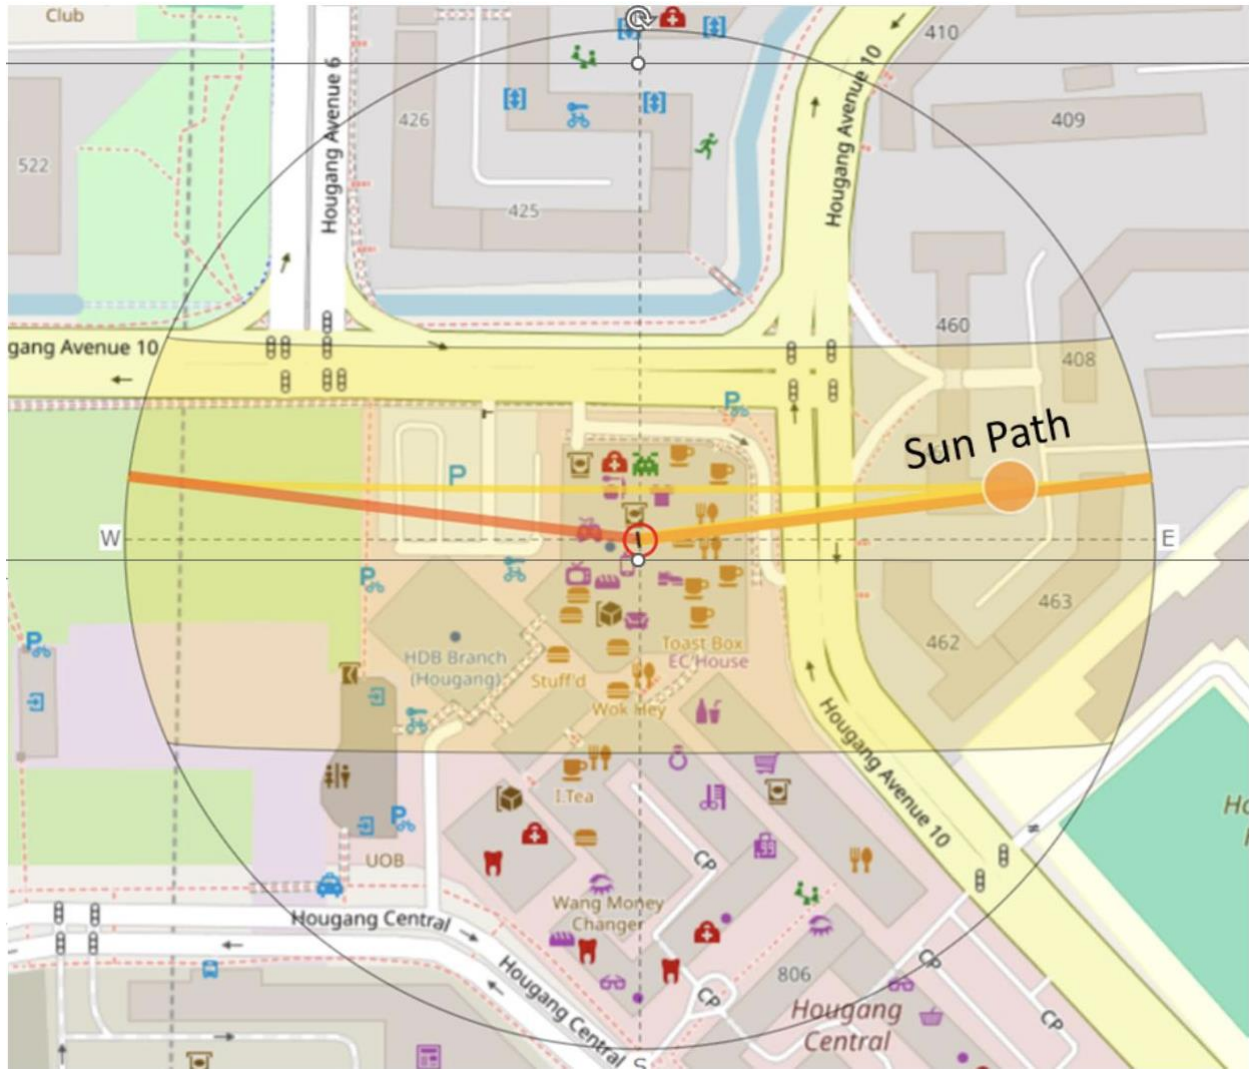 Club
410
Hougang Avenue 6
Hougang Avenue 10
426
409
522
425
460
gang Avenue 10
408
Sun Path
P
P
W
E
P
463
P
462
HDB Branch
(Hougang)
Toast Box
EC House
Stuff'd
Wok Hey
Hougang Avenue 10
I.Tea
P
UOB
CP
Hougang Central
Wang Money
Changer
Hougang Central
806
CP
CP
CP
Hougang
Central
S